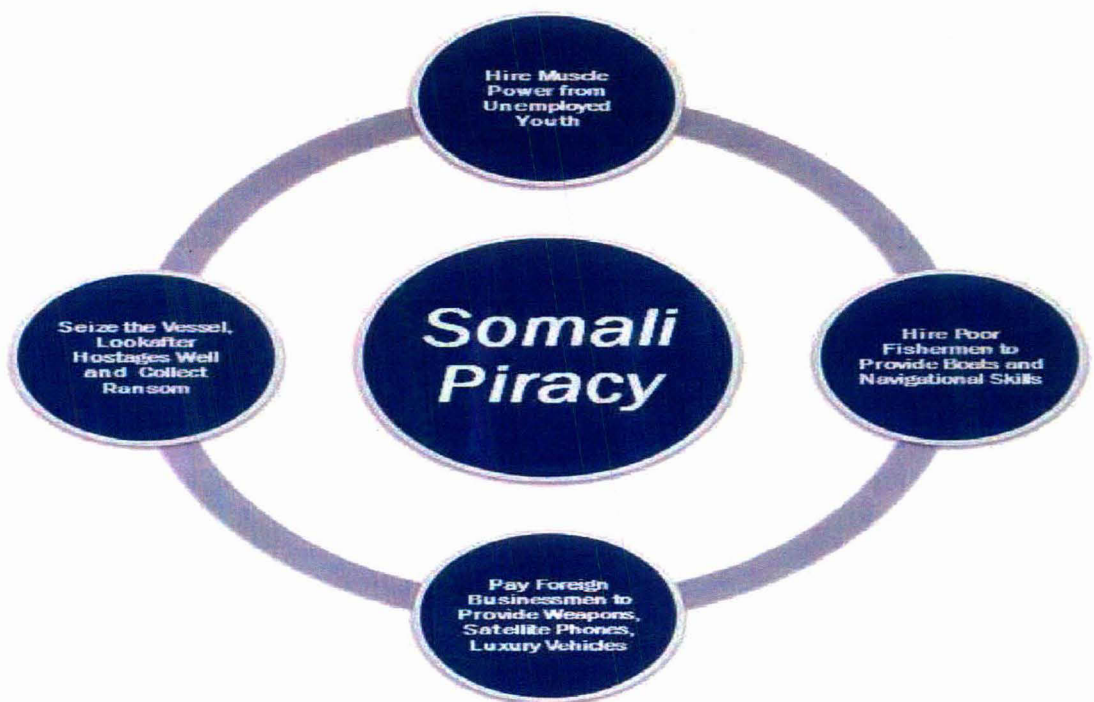 Hire Muscle
Power from
Unemployed
Youth
Seize the Vessel,
Lookafter
Hostages Well
and Collect
Ransom
Somali
Piracy
Hire Poor
Fishermen to
Provide Boats and
Navigational Skills
Pay Foreign
Businessmen to
Provide Weapons,
Satellite Phones,
Luxury Vehicles